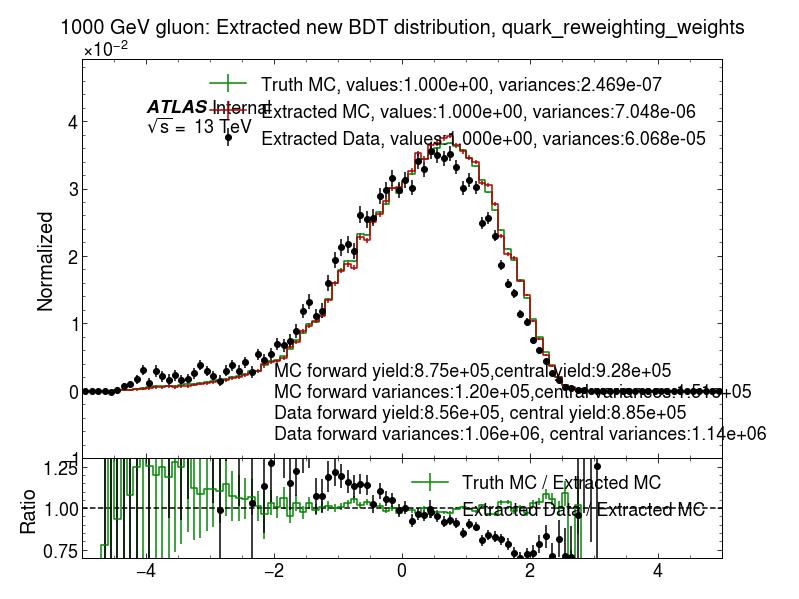 1000 GeV gluon: Extracted new BDT distribution, quark_reweighting_weights
×10⁻²
Truth MC, values:1.000e+00, variances:2.469e-07
ATLAS Internal
Extracted MC, values:1.000e+00, variances:7.048e-06
√s = 13 TeV
Extracted Data, values:1.000e+00, variances:6.068e-05
Normalized
4
3
2
1
0
MC forward yield:8.75e+05,central yield:9.28e+05
MC forward variances:1.20e+05,central variances:1.51e+05
Data forward yield:8.56e+05, central yield:8.85e+05
Data forward variances:1.06e+06, central variances:1.14e+06
Ratio
1.25
1.00
0.75
Truth MC / Extracted MC
Extracted Data / Extracted MC
−4 −2 0 2 4